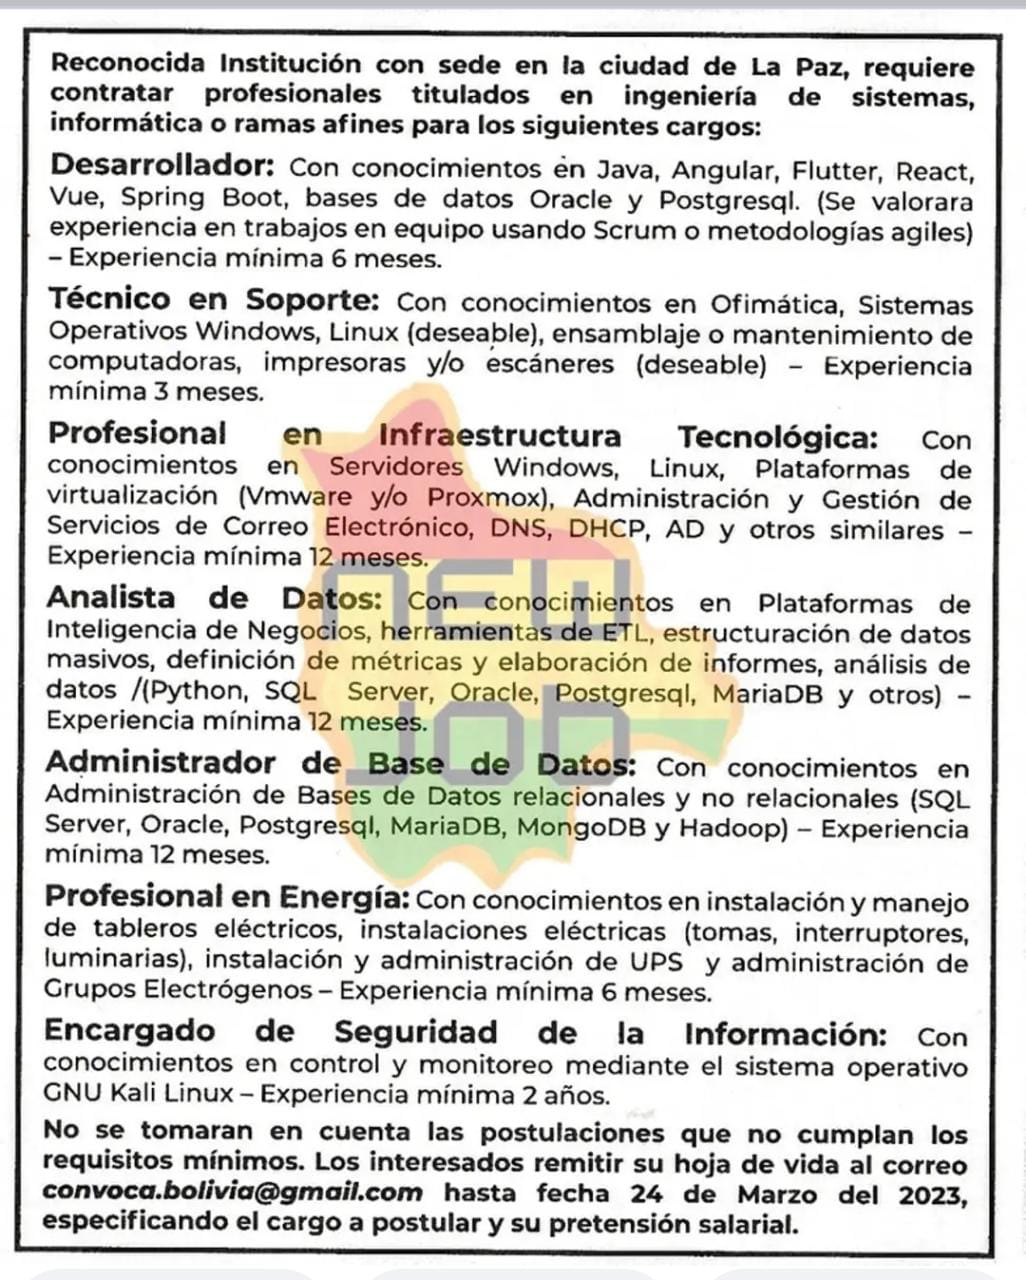 Reconocida Institución con sede en la ciudad de La Paz, requiere
contratar profesionales titulados en ingeniería de sistemas,
informática o ramas afines para los siguientes cargos:
Desarrollador: Con conocimientos en Java, Angular, Flutter, React,
Vue, Spring Boot, bases de datos Oracle y Postgresql. (Se valorara
experiencia en trabajos en equipo usando Scrum o metodologías agiles)
– Experiencia mínima 6 meses.
Técnico en Soporte: Con conocimientos en Ofimática, Sistemas
Operativos Windows, Linux (deseable), ensamblaje o mantenimiento de
computadoras, impresoras y/o escáneres (deseable) – Experiencia
mínima 3 meses.
Profesional en Infraestructura Tecnológica: Con
conocimientos en Servidores Windows, Linux, Plataformas de
virtualización (Vmware y/o Proxmox), Administración y Gestión de
Servicios de Correo Electrónico, DNS, DHCP, AD y otros similares –
Experiencia mínima 12 meses.
Analista de Datos: Con conocimientos en Plataformas de
Inteligencia de Negocios, herramientas de ETL, estructuración de datos
masivos, definición de métricas y elaboración de informes, análisis de
datos /(Python, SQL Server, Oracle, Postgresql, MariaDB y otros) –
Experiencia mínima 12 meses.
Administrador de Base de Datos: Con conocimientos en
Administración de Bases de Datos relacionales y no relacionales (SQL
Server, Oracle, Postgresql, MariaDB, MongoDB y Hadoop) – Experiencia
mínima 12 meses.
Profesional en Energía: Con conocimientos en instalación y manejo
de tableros eléctricos, instalaciones eléctricas (tomas, interruptores,
luminarias), instalación y administración de UPS y administración de
Grupos Electrógenos – Experiencia mínima 6 meses.
Encargado de Seguridad de la Información: Con
conocimientos en control y monitoreo mediante el sistema operativo
GNU Kali Linux – Experiencia mínima 2 años.
No se tomaran en cuenta las postulaciones que no cumplan los
requisitos mínimos. Los interesados remitir su hoja de vida al correo
convoca.bolivia@gmail.com hasta fecha 24 de Marzo del 2023,
especificando el cargo a postular y su pretensión salarial.
NEW
JOB